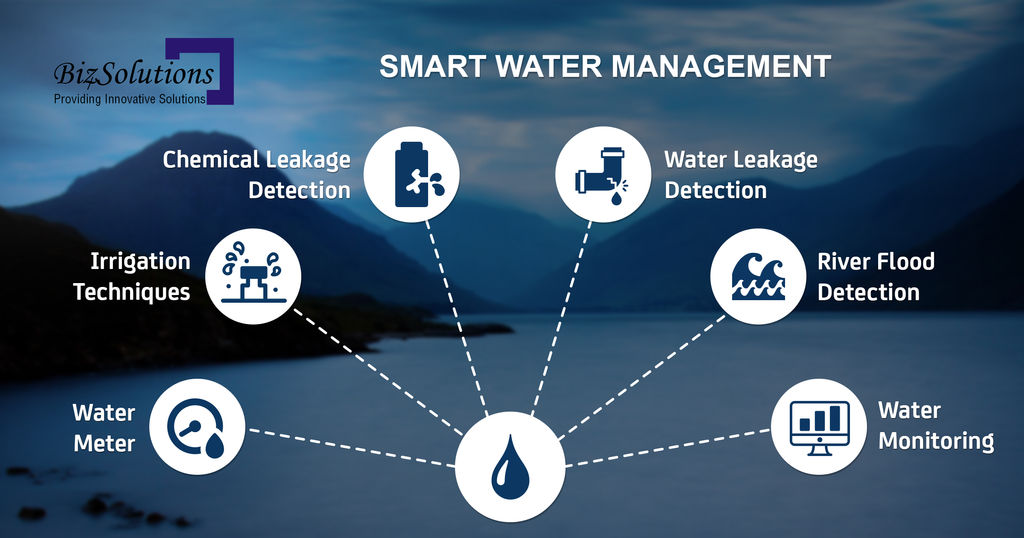 BizSolutions
Providing Innovative Solutions
SMART WATER MANAGEMENT
Chemical Leakage
Detection
Water Leakage
Detection
Irrigation
Techniques
River Flood
Detection
Water
Meter
Water
Monitoring